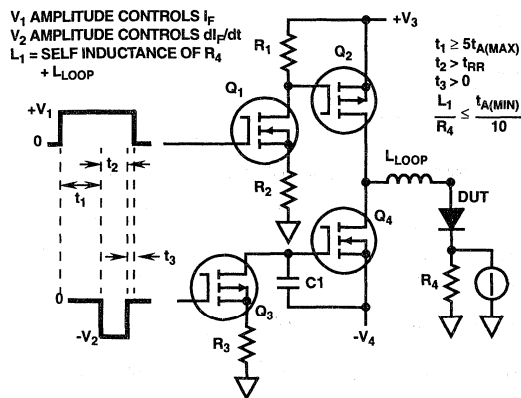 V1 AMPLITUDE CONTROLS IF
V2 AMPLITUDE CONTROLS dIF/dt
L1 = SELF INDUCTANCE OF R4
+ LLOOP
+V1
0
t1
t2
t3
0
-V2
R1
Q1
R2
Q2
+V3
t1 ≥ 5tA(MAX)
t2 > tRR
t3 > 0
L1/R4 ≤ tA(MIN)/10
LLOOP
DUT
Q4
C1
R4
Q3
R3
-V4